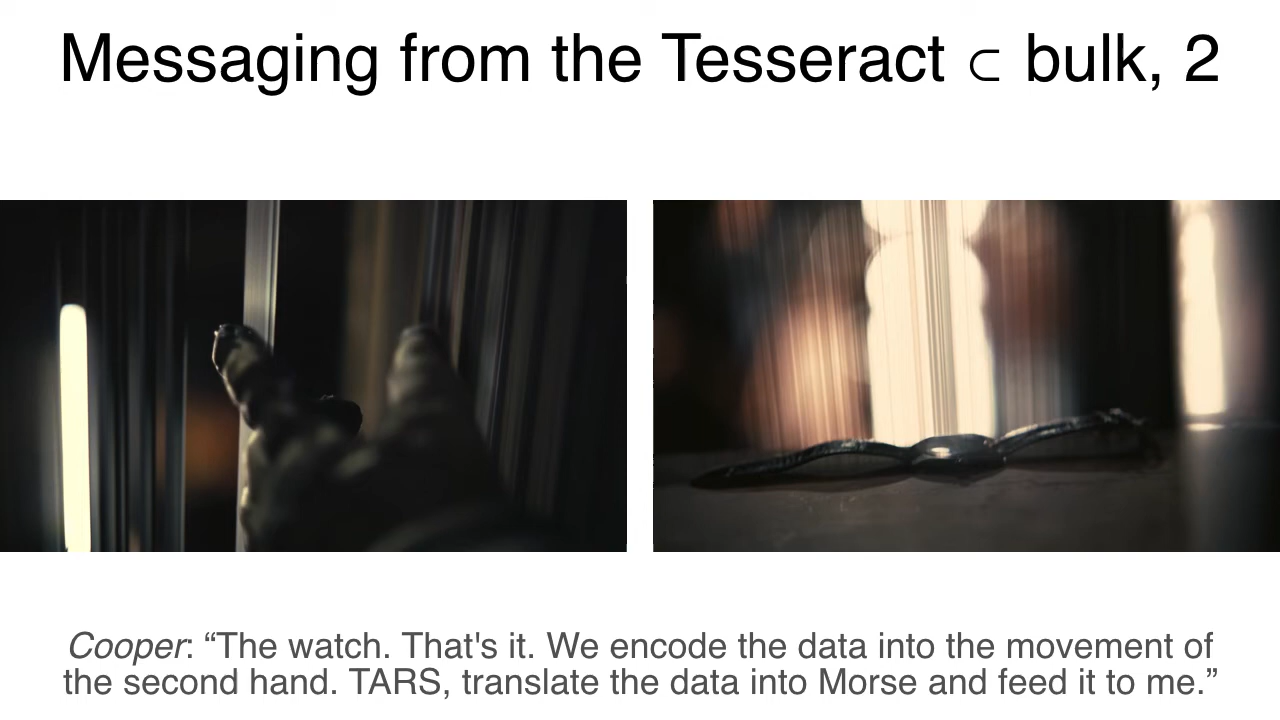 Messaging from the Tesseract ⊂ bulk, 2
Cooper: “The watch. That's it. We encode the data into the movement of
the second hand. TARS, translate the data into Morse and feed it to me.”